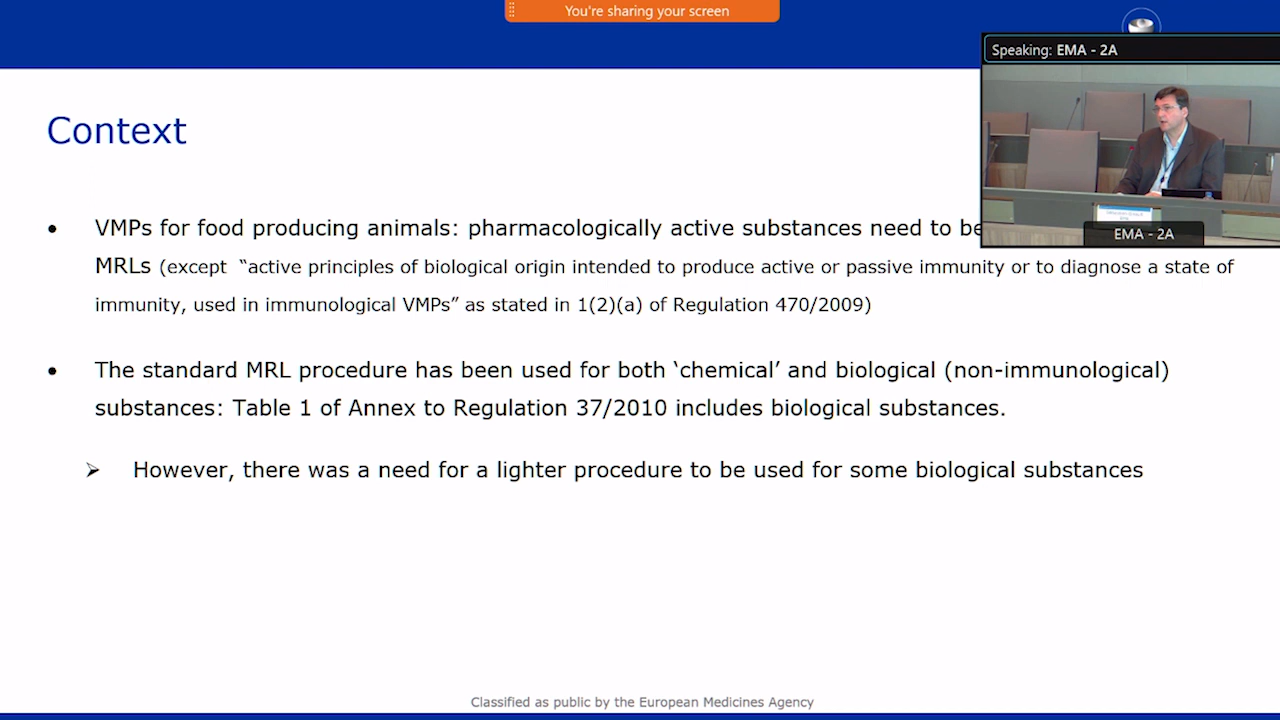 You're sharing your screen
Speaking: EMA - 2A
EMA - 2A
Context
• VMPs for food producing animals: pharmacologically active substances need to be
MRLs (except “active principles of biological origin intended to produce active or passive immunity or to diagnose a state of
immunity, used in immunological VMPs” as stated in 1(2)(a) of Regulation 470/2009)
• The standard MRL procedure has been used for both ‘chemical’ and biological (non-immunological)
substances: Table 1 of Annex to Regulation 37/2010 includes biological substances.
➢ However, there was a need for a lighter procedure to be used for some biological substances
Classified as public by the European Medicines Agency